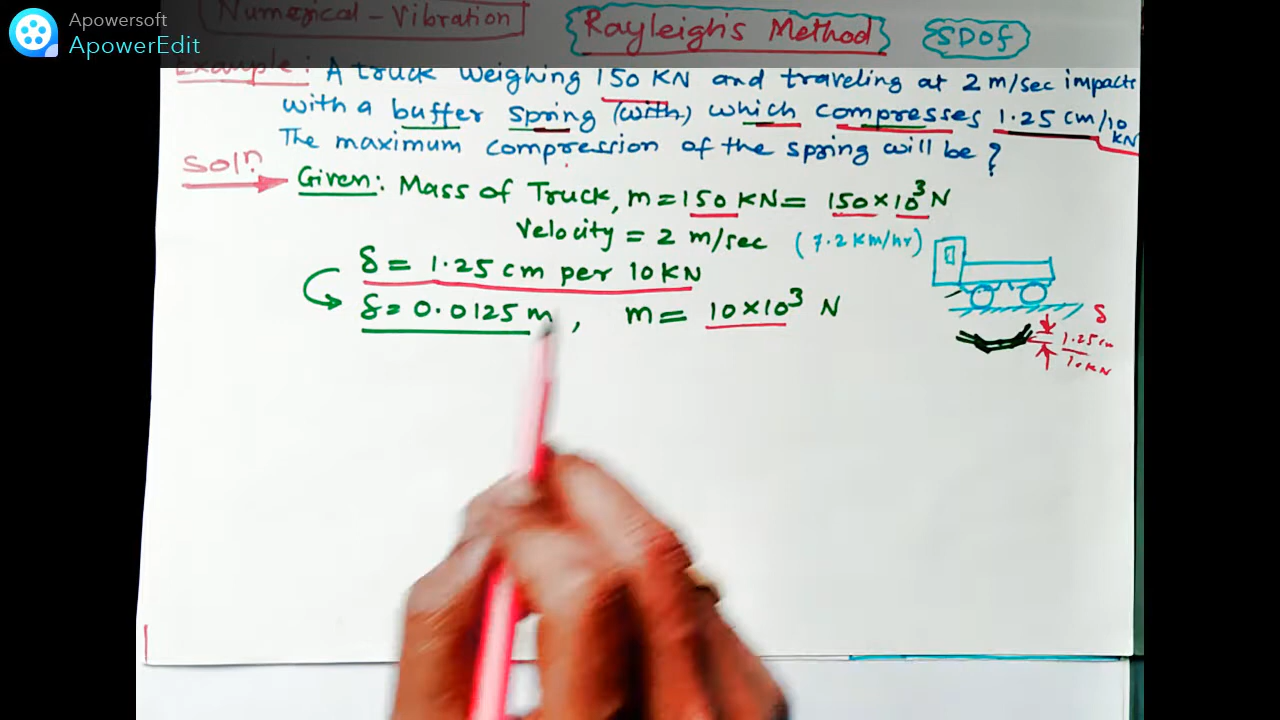 Apowersoft
ApowerEdit
Numerical - Vibration
Rayleigh's Method
SDOF
Example: A truck weighing 150 KN and traveling at 2 m/sec impacts
with a buffer spring (with) which compresses 1.25 cm/10 KN
The maximum compression of the spring will be ?
Solⁿ
Given: Mass of Truck, m = 150 KN = 150×10³ N
Velocity = 2 m/sec (7.2 Km/hr)
δ = 1.25 cm per 10 KN
δ = 0.0125 m, m = 10×10³ N
δ
1.25 cm
10 KN